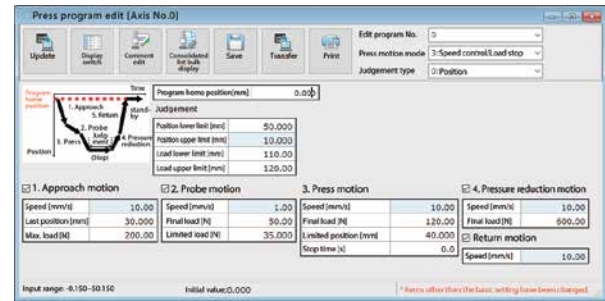 Press program edit [Axis No.0]
Update
Display switch
Comment edit
Consolidated list bulk display
Save
Transfer
Print
Edit program No. 0
Press motion mode 3:Speed control/Load stop
Judgement type 0:Position
Program home position
Time
1. Approach
5. Return
stand-by
2. Probe
3. Press
Judgement
(Stop)
4. Pressure reduction
Position
Program home position[mm] 0.000
Judgement
Position lower limit [mm] 50.000
Position upper limit [mm] 10.000
Load lower limit [mm] 110.00
Load upper limit [mm] 120.00
1. Approach motion
Speed [mm/s] 10.00
Last position [mm] 30.000
Max. load [N] 200.00
2. Probe motion
Speed [mm/s] 1.00
Final load [N] 50.00
Limited load [N] 35.000
3. Press motion
Speed [mm/s] 10.00
Final load [N] 120.00
Limited position [mm] 40.000
Stop time [s] 0.0
4. Pressure reduction motion
Speed [mm/s] 10.00
Final load [N] 600.00
Return motion
Speed [mm/s] 10.00
Input range: -0.150~50.150
Initial value:0.000
* Items other than the basic setting have been changed.